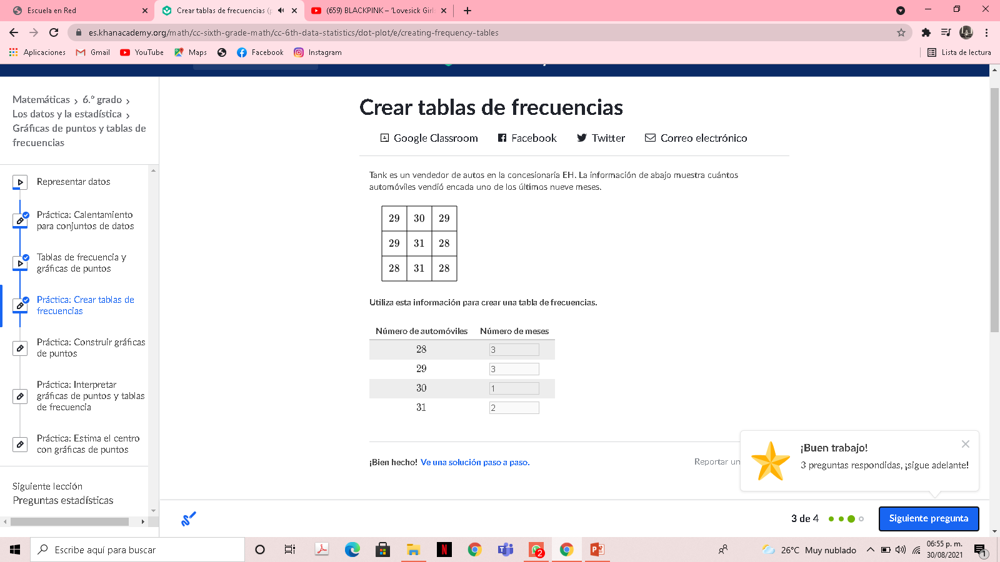 Escuela en Red
Crear tablas de frecuencias (p
(659) BLACKPINK – 'Lovesick Girl
es.khanacademy.org/math/cc-sixth-grade-math/cc-6th-data-statistics/dot-plot/e/creating-frequency-tables
Aplicaciones Gmail YouTube Maps Facebook Instagram Lista de lectura
Matemáticas > 6.º grado >
Los datos y la estadística >
Gráficas de puntos y tablas de
frecuencias
Representar datos
Práctica: Calentamiento
para conjuntos de datos
Tablas de frecuencia y
gráficas de puntos
Práctica: Crear tablas de
frecuencias
Práctica: Construir gráficas
de puntos
Práctica: Interpretar
gráficas de puntos y tablas
de frecuencia
Práctica: Estima el centro
con gráficas de puntos
Siguiente lección
Preguntas estadísticas
Crear tablas de frecuencias
Google Classroom Facebook Twitter Correo electrónico
Tank es un vendedor de autos en la concesionaría EH. La información de abajo muestra cuántos
automóviles vendió encada uno de los últimos nueve meses.
29 30 29
29 31 28
28 31 28
Utiliza esta información para crear una tabla de frecuencias.
Número de automóviles Número de meses
28 3
29 3
30 1
31 2
¡Bien hecho! Ve una solución paso a paso.
Reportar un
¡Buen trabajo!
3 preguntas respondidas, ¡sigue adelante!
3 de 4
Siguiente pregunta
Escribe aquí para buscar
2
26°C Muy nublado
06:55 p. m.
30/08/2021
1